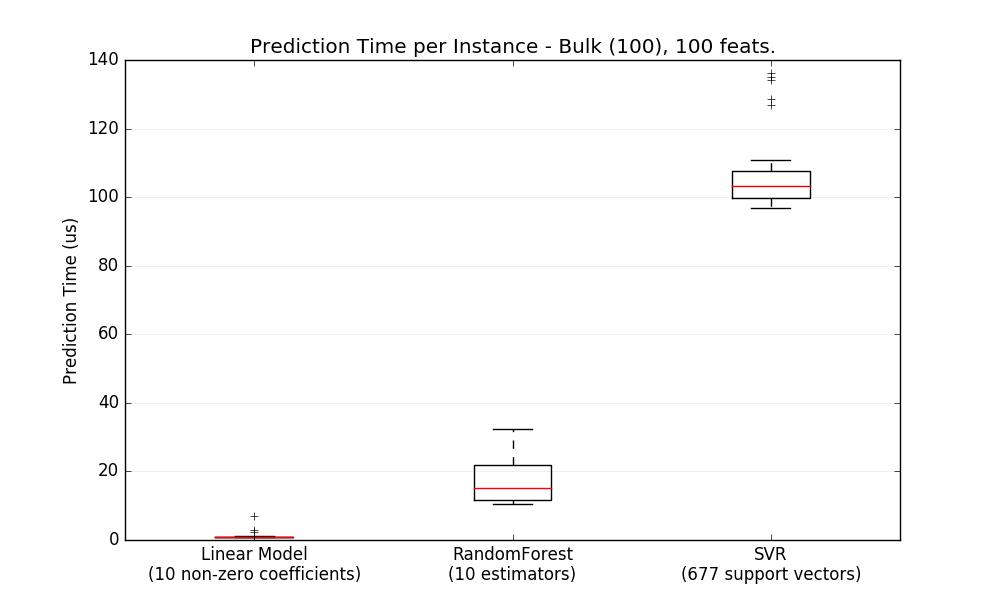 Prediction Time per Instance - Bulk (100), 100 feats.
140
120
100
80
60
40
20
0
Prediction Time (us)
Linear Model
(10 non-zero coefficients)
RandomForest
(10 estimators)
SVR
(677 support vectors)